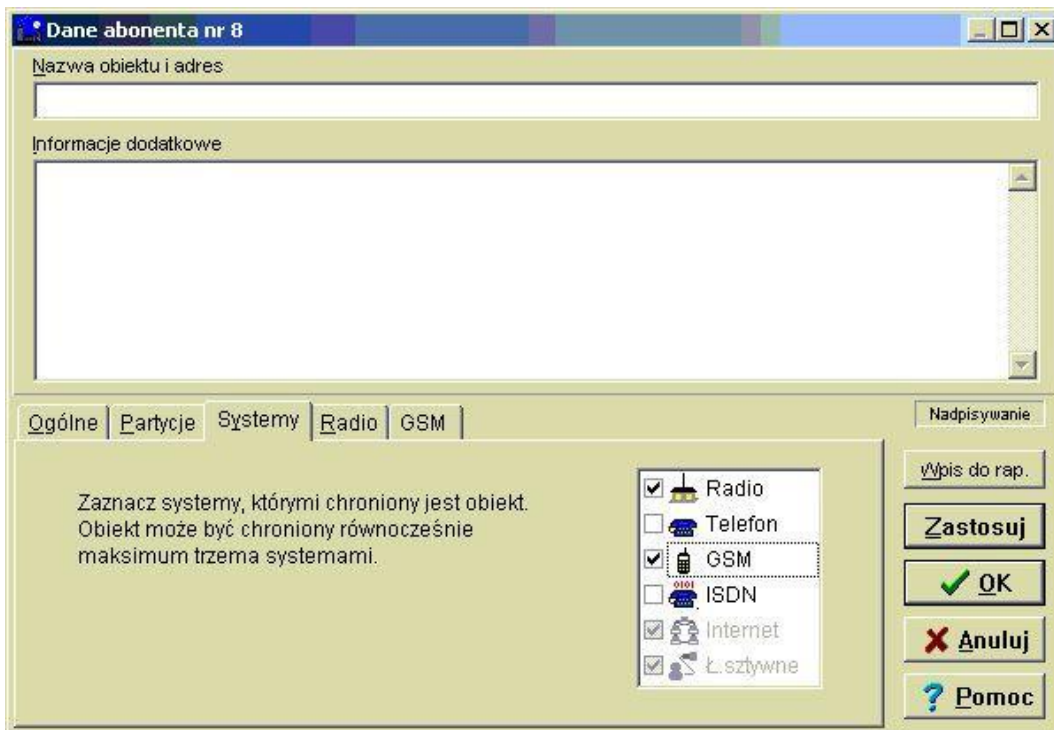 Dane abonenta nr 8
Nazwa obiektu i adres
Informacje dodatkowe
Ogólne Partycje Systemy Radio GSM
Nadpisywanie
Zaznacz systemy, którymi chroniony jest obiekt.
Obiekt może być chroniony równocześnie
maksimum trzema systemami.
Radio
Telefon
GSM
0101
ISDN
Internet
Ł.sztywne
Wpis do rap.
Zastosuj
OK
Anuluj
? Pomoc